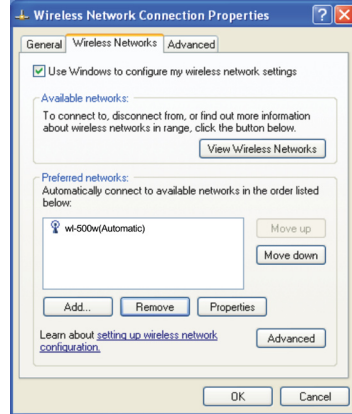 Wireless Network Connection Properties
General Wireless Networks Advanced
Use Windows to configure my wireless network settings
Available networks:
To connect to, disconnect from, or find out more information
about wireless networks in range, click the button below.
View Wireless Networks
Preferred networks:
Automatically connect to available networks in the order listed
below:
wl-500w(Automatic)
Move up
Move down
Add... Remove Properties
Learn about setting up wireless network
configuration.
Advanced
OK Cancel